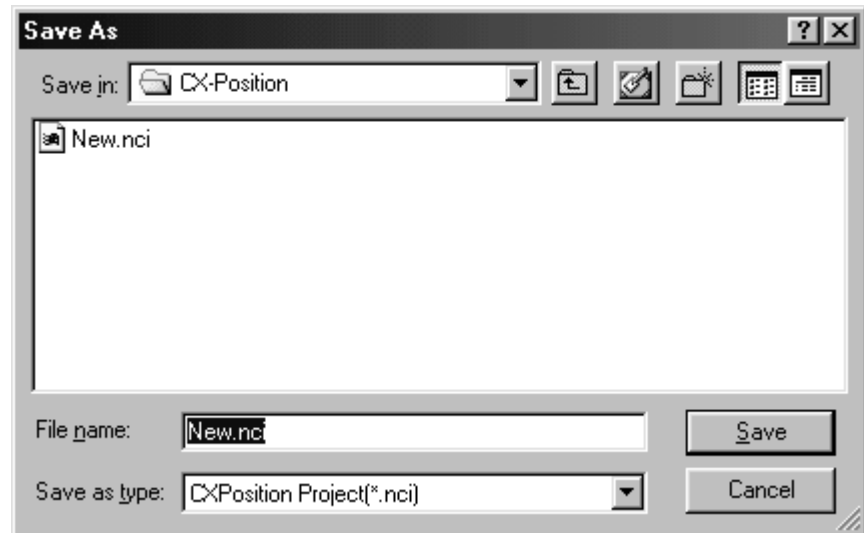 Save As
Save in: CX-Position
New.nci
File name: New.nci Save
Save as type: CXPosition Project(*.nci) Cancel